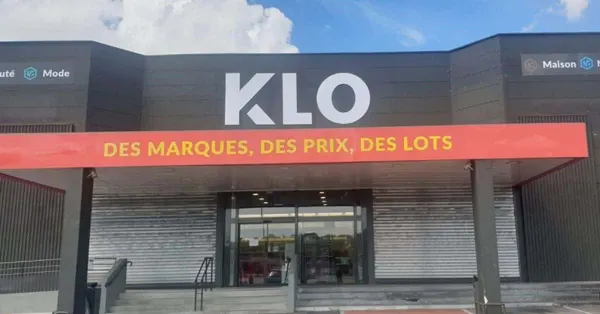 KLO
uté Mode
Maison
DES MARQUES, DES PRIX, DES LOTS